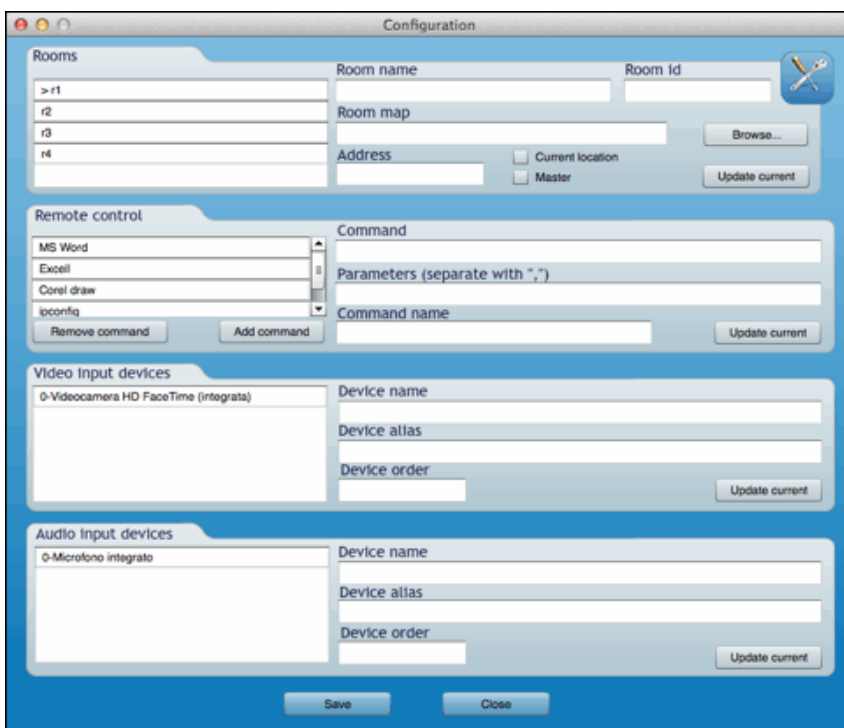 Configuration
Rooms
Room name
Room id
> r1
r2
r3
r4
Room map
Browse...
Address
Current location
Master
Update current
Remote control
MS Word
Excell
Corel draw
ipconfig
Remove command
Add command
Command
Parameters (separate with ",")
Command name
Update current
Video input devices
0-Videocamera HD FaceTime (integrata)
Device name
Device alias
Device order
Update current
Audio input devices
0-Microfono integrato
Device name
Device alias
Device order
Update current
Save
Close